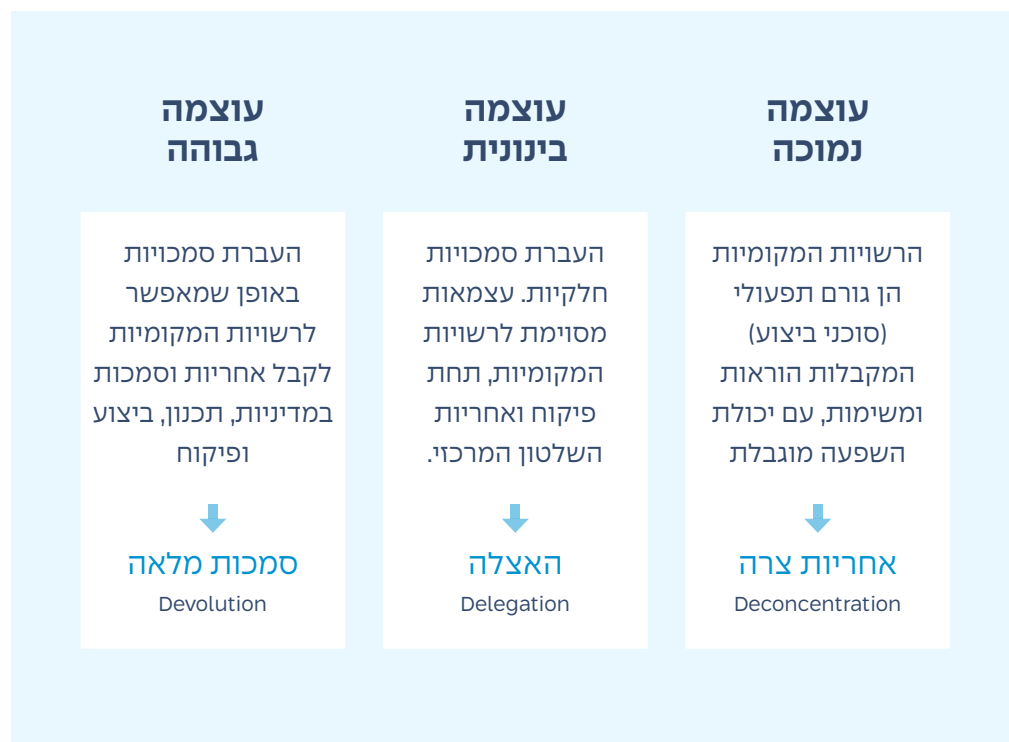 עוצמה
נמוכה
הרשויות המקומיות
הן גורם תפעולי
(סוכני ביצוע)
המקבלות הוראות
ומשימות, עם יכולת
השפעה מוגבלת
אחריות צרה
Deconcentration
עוצמה
בינונית
העברת סמכויות
חלקיות. עצמאות
מסוימת לרשויות
המקומיות, תחת
פיקוח ואחריות
השלטון המרכזי.
האצלה
Delegation
עוצמה
גבוהה
העברת סמכויות
באופן שמאפשר
לרשויות המקומיות
לקבל אחריות וסמכות
במדיניות, תכנון, ביצוע
ופיקוח
סמכות מלאה
Devolution